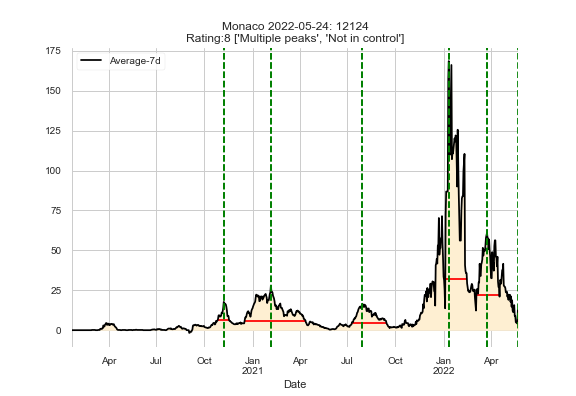 Monaco 2022-05-24: 12124
Rating:8 ['Multiple peaks', 'Not in control']
Average-7d
175
150
125
100
75
50
25
0
Apr
Jul
Oct
Jan
2021
Apr
Jul
Oct
Jan
2022
Apr
Date